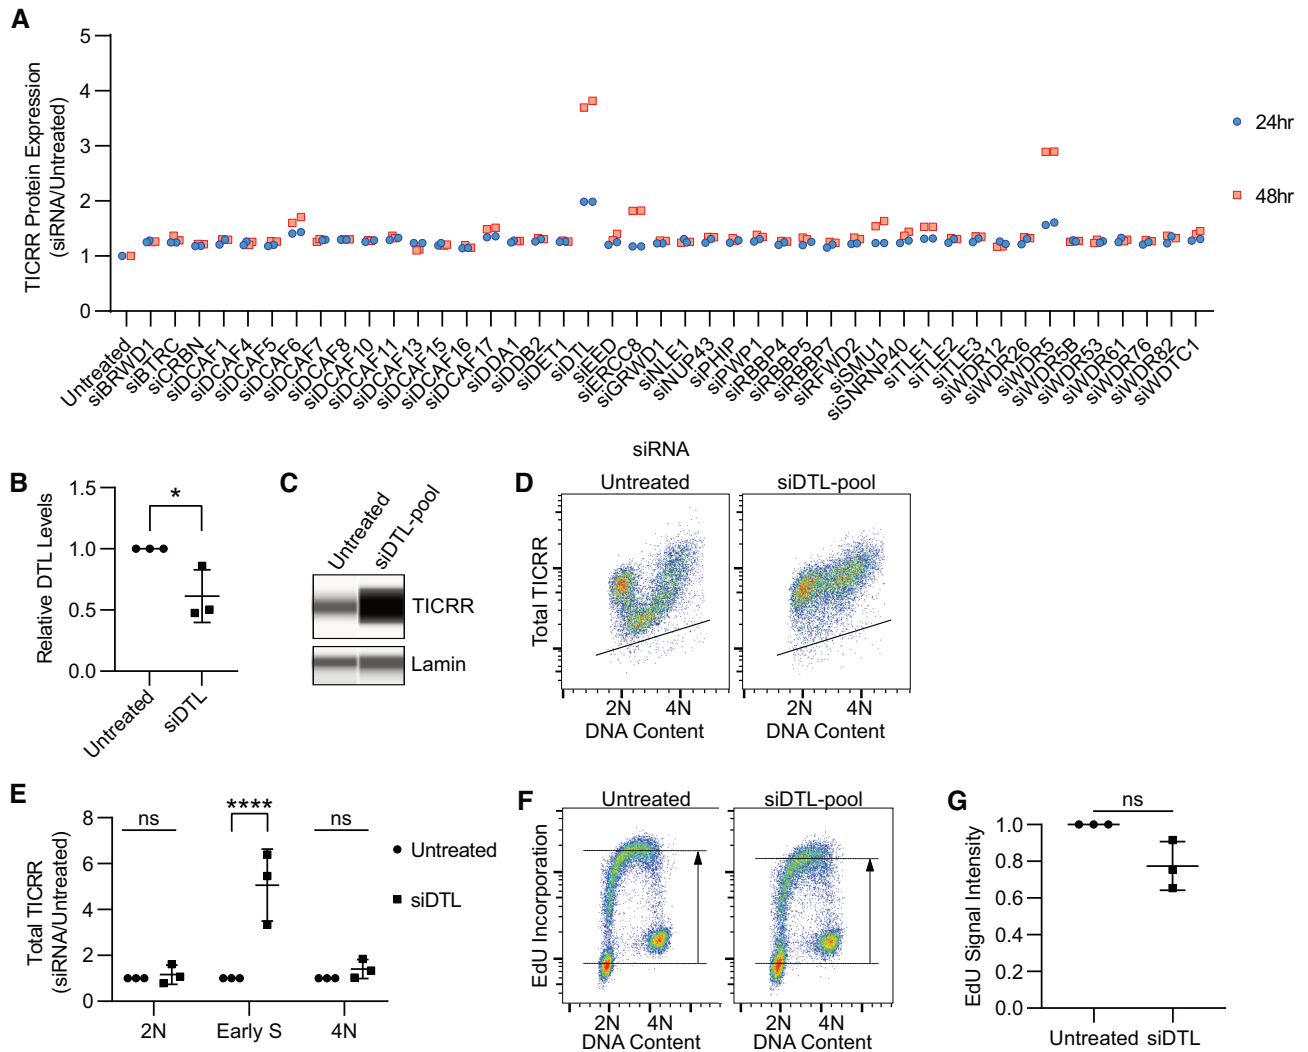 A
TICRR Protein Expression
(siRNA/Untreated)
5
4
3
2
1
0
24hr
48hr
Untreated
siBRWD1
siBTRC
siCRBN
siDCAF1
siDCAF4
siDCAF5
siDCAF6
siDCAF7
siDCAF8
siDCAF10
siDCAF11
siDCAF13
siDCAF15
siDCAF16
siDCAF17
siDDA1
siDDB2
siDET1
siDTL
siEED
siERCC8
siGRWD1
siNLE1
siNUP43
siPHIP
siPWP1
siRBBP4
siRBBP5
siRBBP7
siRFWD2
siSMU1
siSNRNP40
siTLE1
siTLE2
siTLE3
siWDR12
siWDR26
siWDR5
siWDR5B
siWDR53
siWDR61
siWDR76
siWDR82
siWDTC1
siRNA
B
Relative DTL Levels
1.5
1.0
0.5
0.0
*
Untreated
siDTL
C
Untreated
siDTL-pool
TICRR
Lamin
D
Untreated
siDTL-pool
Total TICRR
2N
4N
DNA Content
2N
4N
DNA Content
E
Total TICRR
(siRNA/Untreated)
8
6
4
2
0
ns
****
ns
2N
Early S
4N
Untreated
siDTL
F
Untreated
siDTL-pool
EdU Incorporation
2N
4N
DNA Content
2N
4N
DNA Content
G
EdU Signal Intensity
1.0
0.8
0.6
0.4
0.2
0.0
ns
Untreated
siDTL